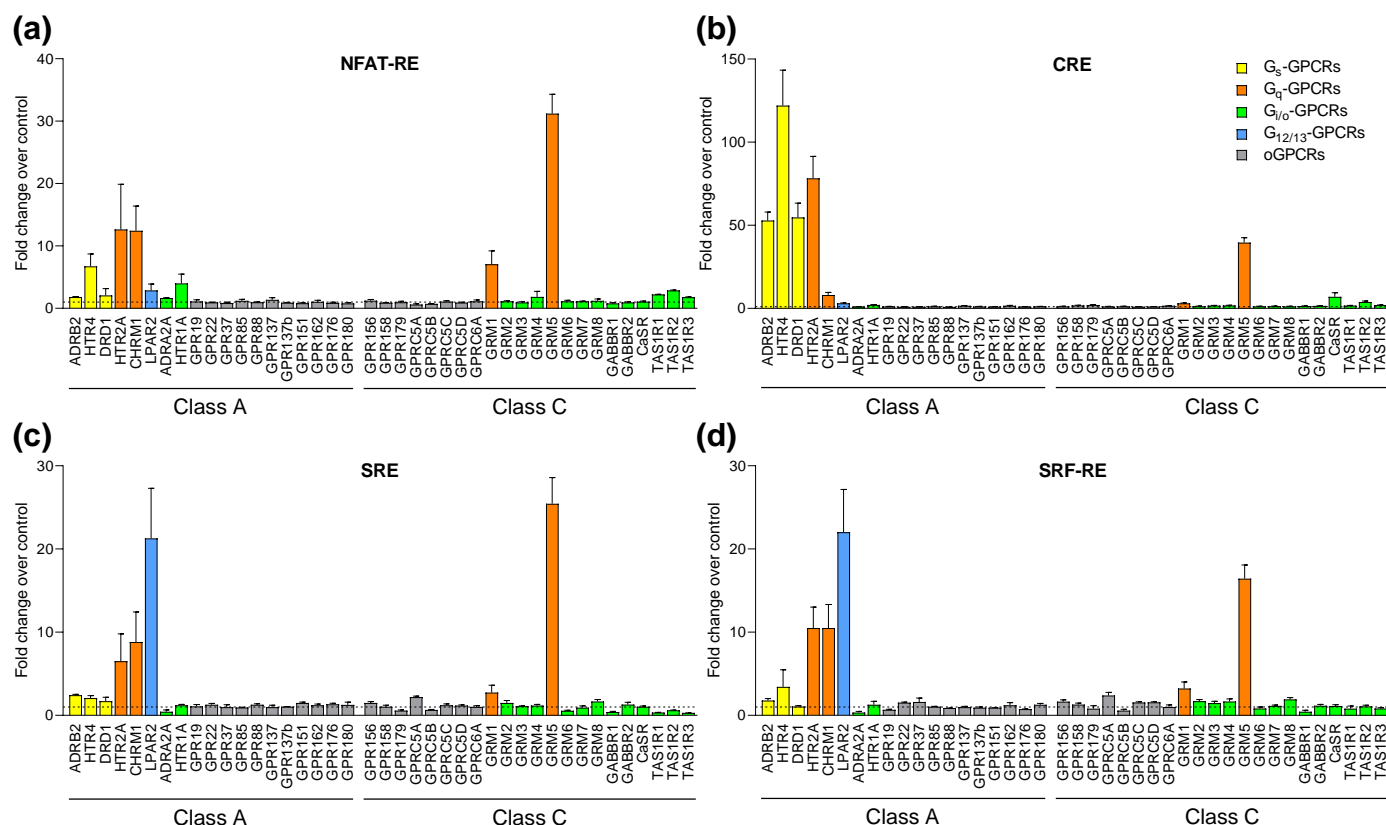 (a)
NFAT-RE
Fold change over control
40
30
20
10
0
ADRB2
HTR4
DRD1
HTR2A
CHRM1
LPAR2
ADRA2A
HTR1A
GPR19
GPR22
GPR37
GPR85
GPR88
GPR137
GPR137b
GPR151
GPR162
GPR176
GPR180
GPR156
GPR158
GPR179
GPRC5A
GPRC5B
GPRC5C
GPRC5D
GPRC6A
GRM1
GRM2
GRM3
GRM4
GRM5
GRM6
GRM7
GRM8
GABBR1
GABBR2
CaSR
TAS1R1
TAS1R2
TAS1R3
Class A
Class C
(b)
CRE
Fold change over control
150
100
50
0
Gs-GPCRs
Gq-GPCRs
Gi/o-GPCRs
G12/13-GPCRs
oGPCRs
ADRB2
HTR4
DRD1
HTR2A
CHRM1
LPAR2
ADRA2A
HTR1A
GPR19
GPR22
GPR37
GPR85
GPR88
GPR137
GPR137b
GPR151
GPR162
GPR176
GPR180
GPR156
GPR158
GPR179
GPRC5A
GPRC5B
GPRC5C
GPRC5D
GPRC6A
GRM1
GRM2
GRM3
GRM4
GRM5
GRM6
GRM7
GRM8
GABBR1
GABBR2
CaSR
TAS1R1
TAS1R2
TAS1R3
Class A
Class C
(c)
SRE
Fold change over control
30
20
10
0
ADRB2
HTR4
DRD1
HTR2A
CHRM1
LPAR2
ADRA2A
HTR1A
GPR19
GPR22
GPR37
GPR85
GPR88
GPR137
GPR137b
GPR151
GPR162
GPR176
GPR180
GPR156
GPR158
GPR179
GPRC5A
GPRC5B
GPRC5C
GPRC5D
GPRC6A
GRM1
GRM2
GRM3
GRM4
GRM5
GRM6
GRM7
GRM8
GABBR1
GABBR2
CaSR
TAS1R1
TAS1R2
TAS1R3
Class A
Class C
(d)
SRF-RE
Fold change over control
30
20
10
0
ADRB2
HTR4
DRD1
HTR2A
CHRM1
LPAR2
ADRA2A
HTR1A
GPR19
GPR22
GPR37
GPR85
GPR88
GPR137
GPR137b
GPR151
GPR162
GPR176
GPR180
GPR156
GPR158
GPR179
GPRC5A
GPRC5B
GPRC5C
GPRC5D
GPRC6A
GRM1
GRM2
GRM3
GRM4
GRM5
GRM6
GRM7
GRM8
GABBR1
GABBR2
CaSR
TAS1R1
TAS1R2
TAS1R3
Class A
Class C